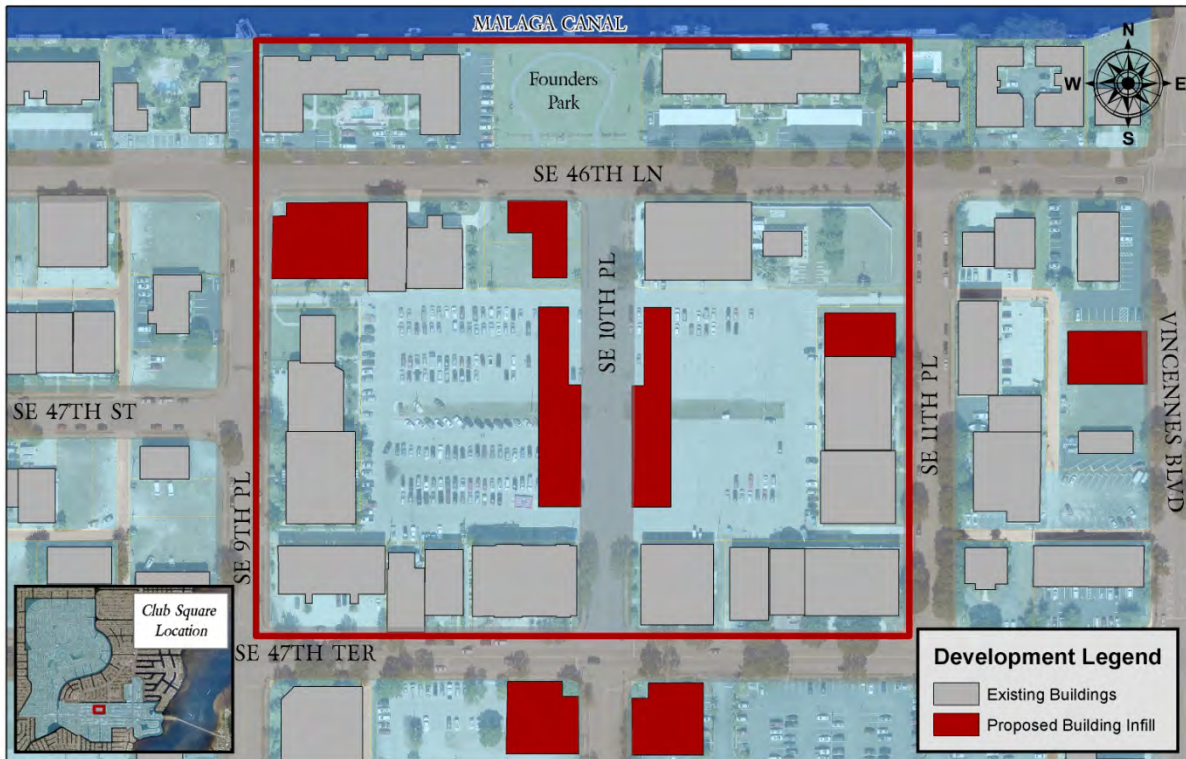 MALAGA CANAL
N
W
E
S
Founders
Park
SE 46TH LN
SE 10TH PL
SE 47TH ST
SE 9TH PL
SE 11TH PL
VINCENNES BLVD
SE 47TH TER
Club Square
Location
Development Legend
Existing Buildings
Proposed Building Infill